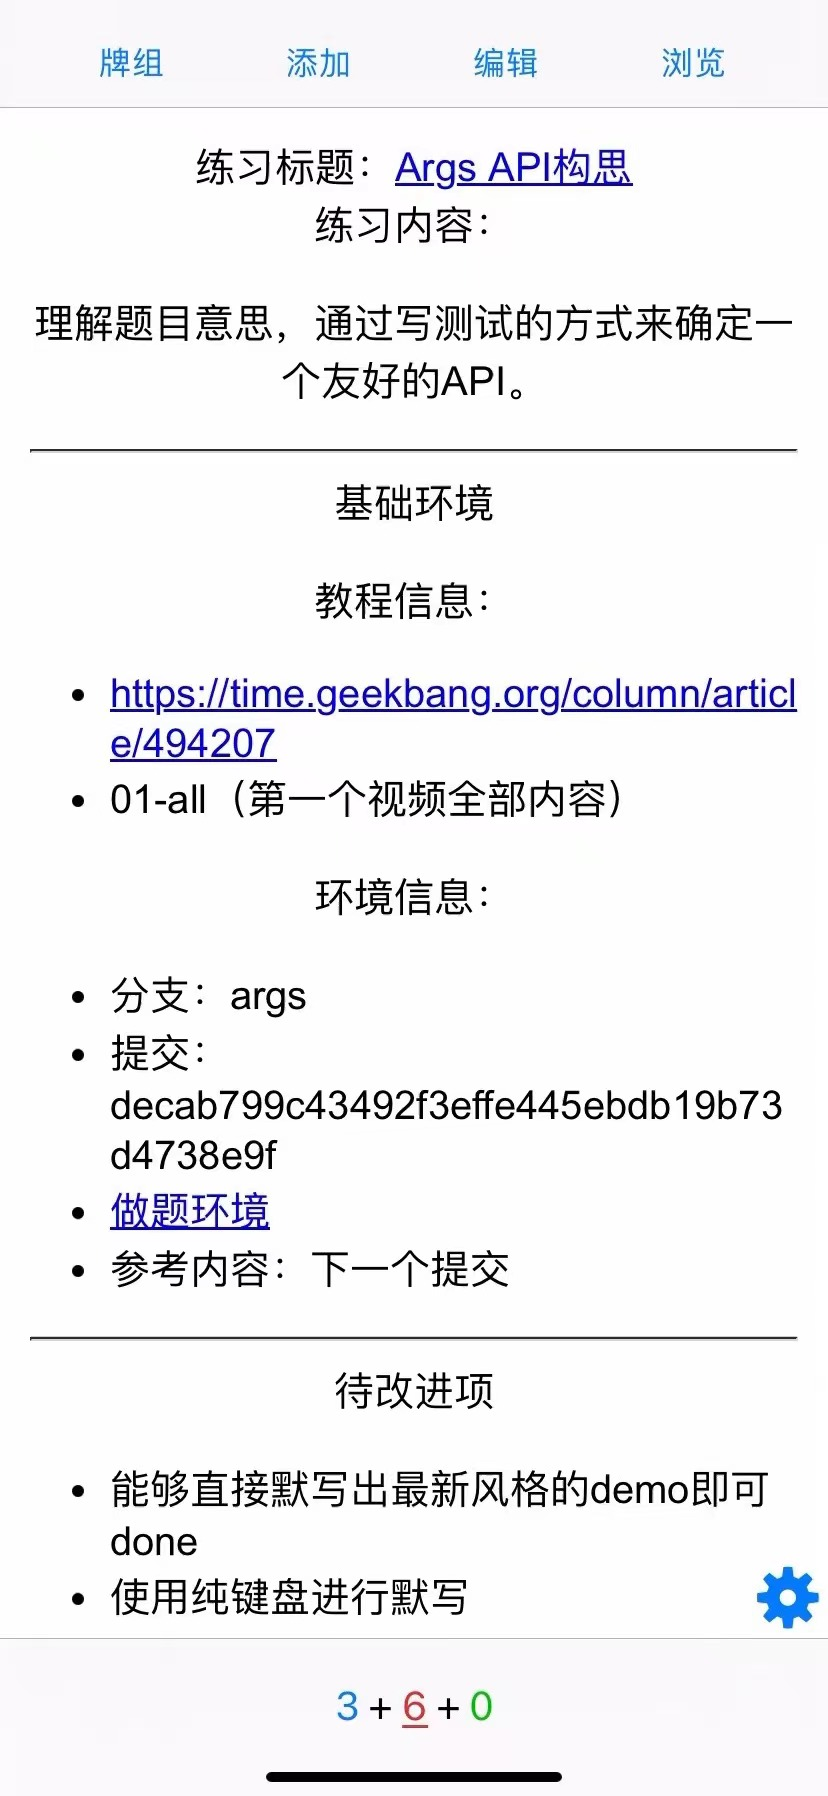 牌组 添加 编辑 浏览
练习标题：Args API构思
练习内容：
理解题目意思，通过写测试的方式来确定一
个友好的API。
基础环境
教程信息：
https://time.geekbang.org/column/articl
e/494207
01-all（第一个视频全部内容）
环境信息：
分支：args
提交：
decab799c43492f3effe445ebdb19b73
d4738e9f
做题环境
参考内容：下一个提交
待改进项
能够直接默写出最新风格的demo即可
done
使用纯键盘进行默写
3 + 6 + 0